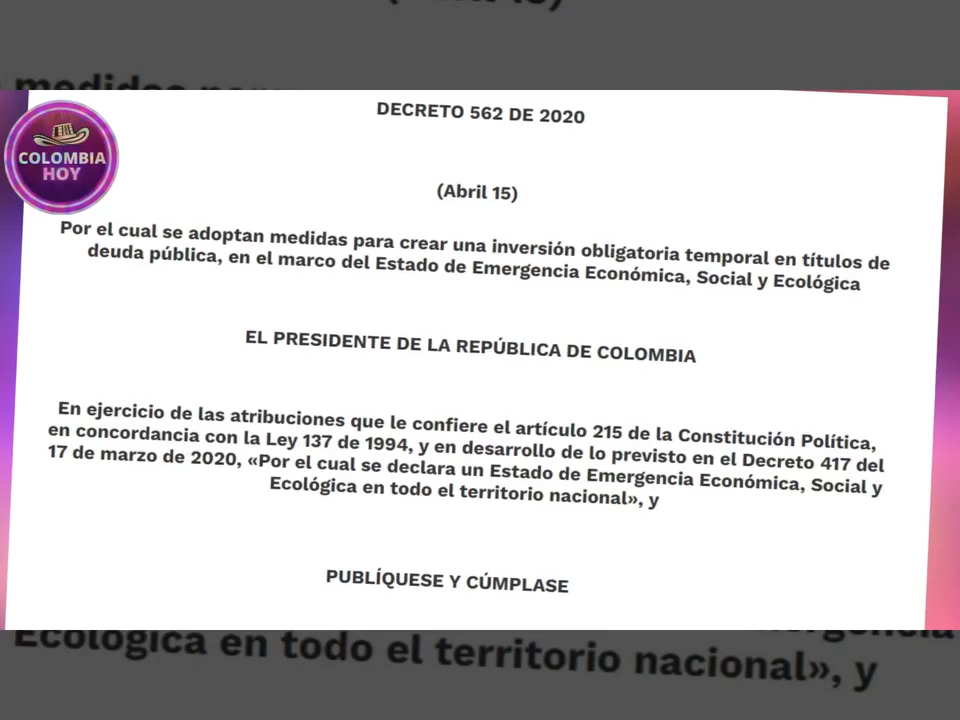 medidas
COLOMBIA
HOY
DECRETO 562 DE 2020
(Abril 15)
Por el cual se adoptan medidas para crear una inversión obligatoria temporal en títulos de
deuda pública, en el marco del Estado de Emergencia Económica, Social y Ecológica
EL PRESIDENTE DE LA REPÚBLICA DE COLOMBIA
En ejercicio de las atribuciones que le confiere el artículo 215 de la Constitución Política,
en concordancia con la Ley 137 de 1994, y en desarrollo de lo previsto en el Decreto 417 del
17 de marzo de 2020, «Por el cual se declara un Estado de Emergencia Económica, Social y
Ecológica en todo el territorio nacional», y
PUBLÍQUESE Y CÚMPLASE
Ecológica en todo el territorio nacional», y